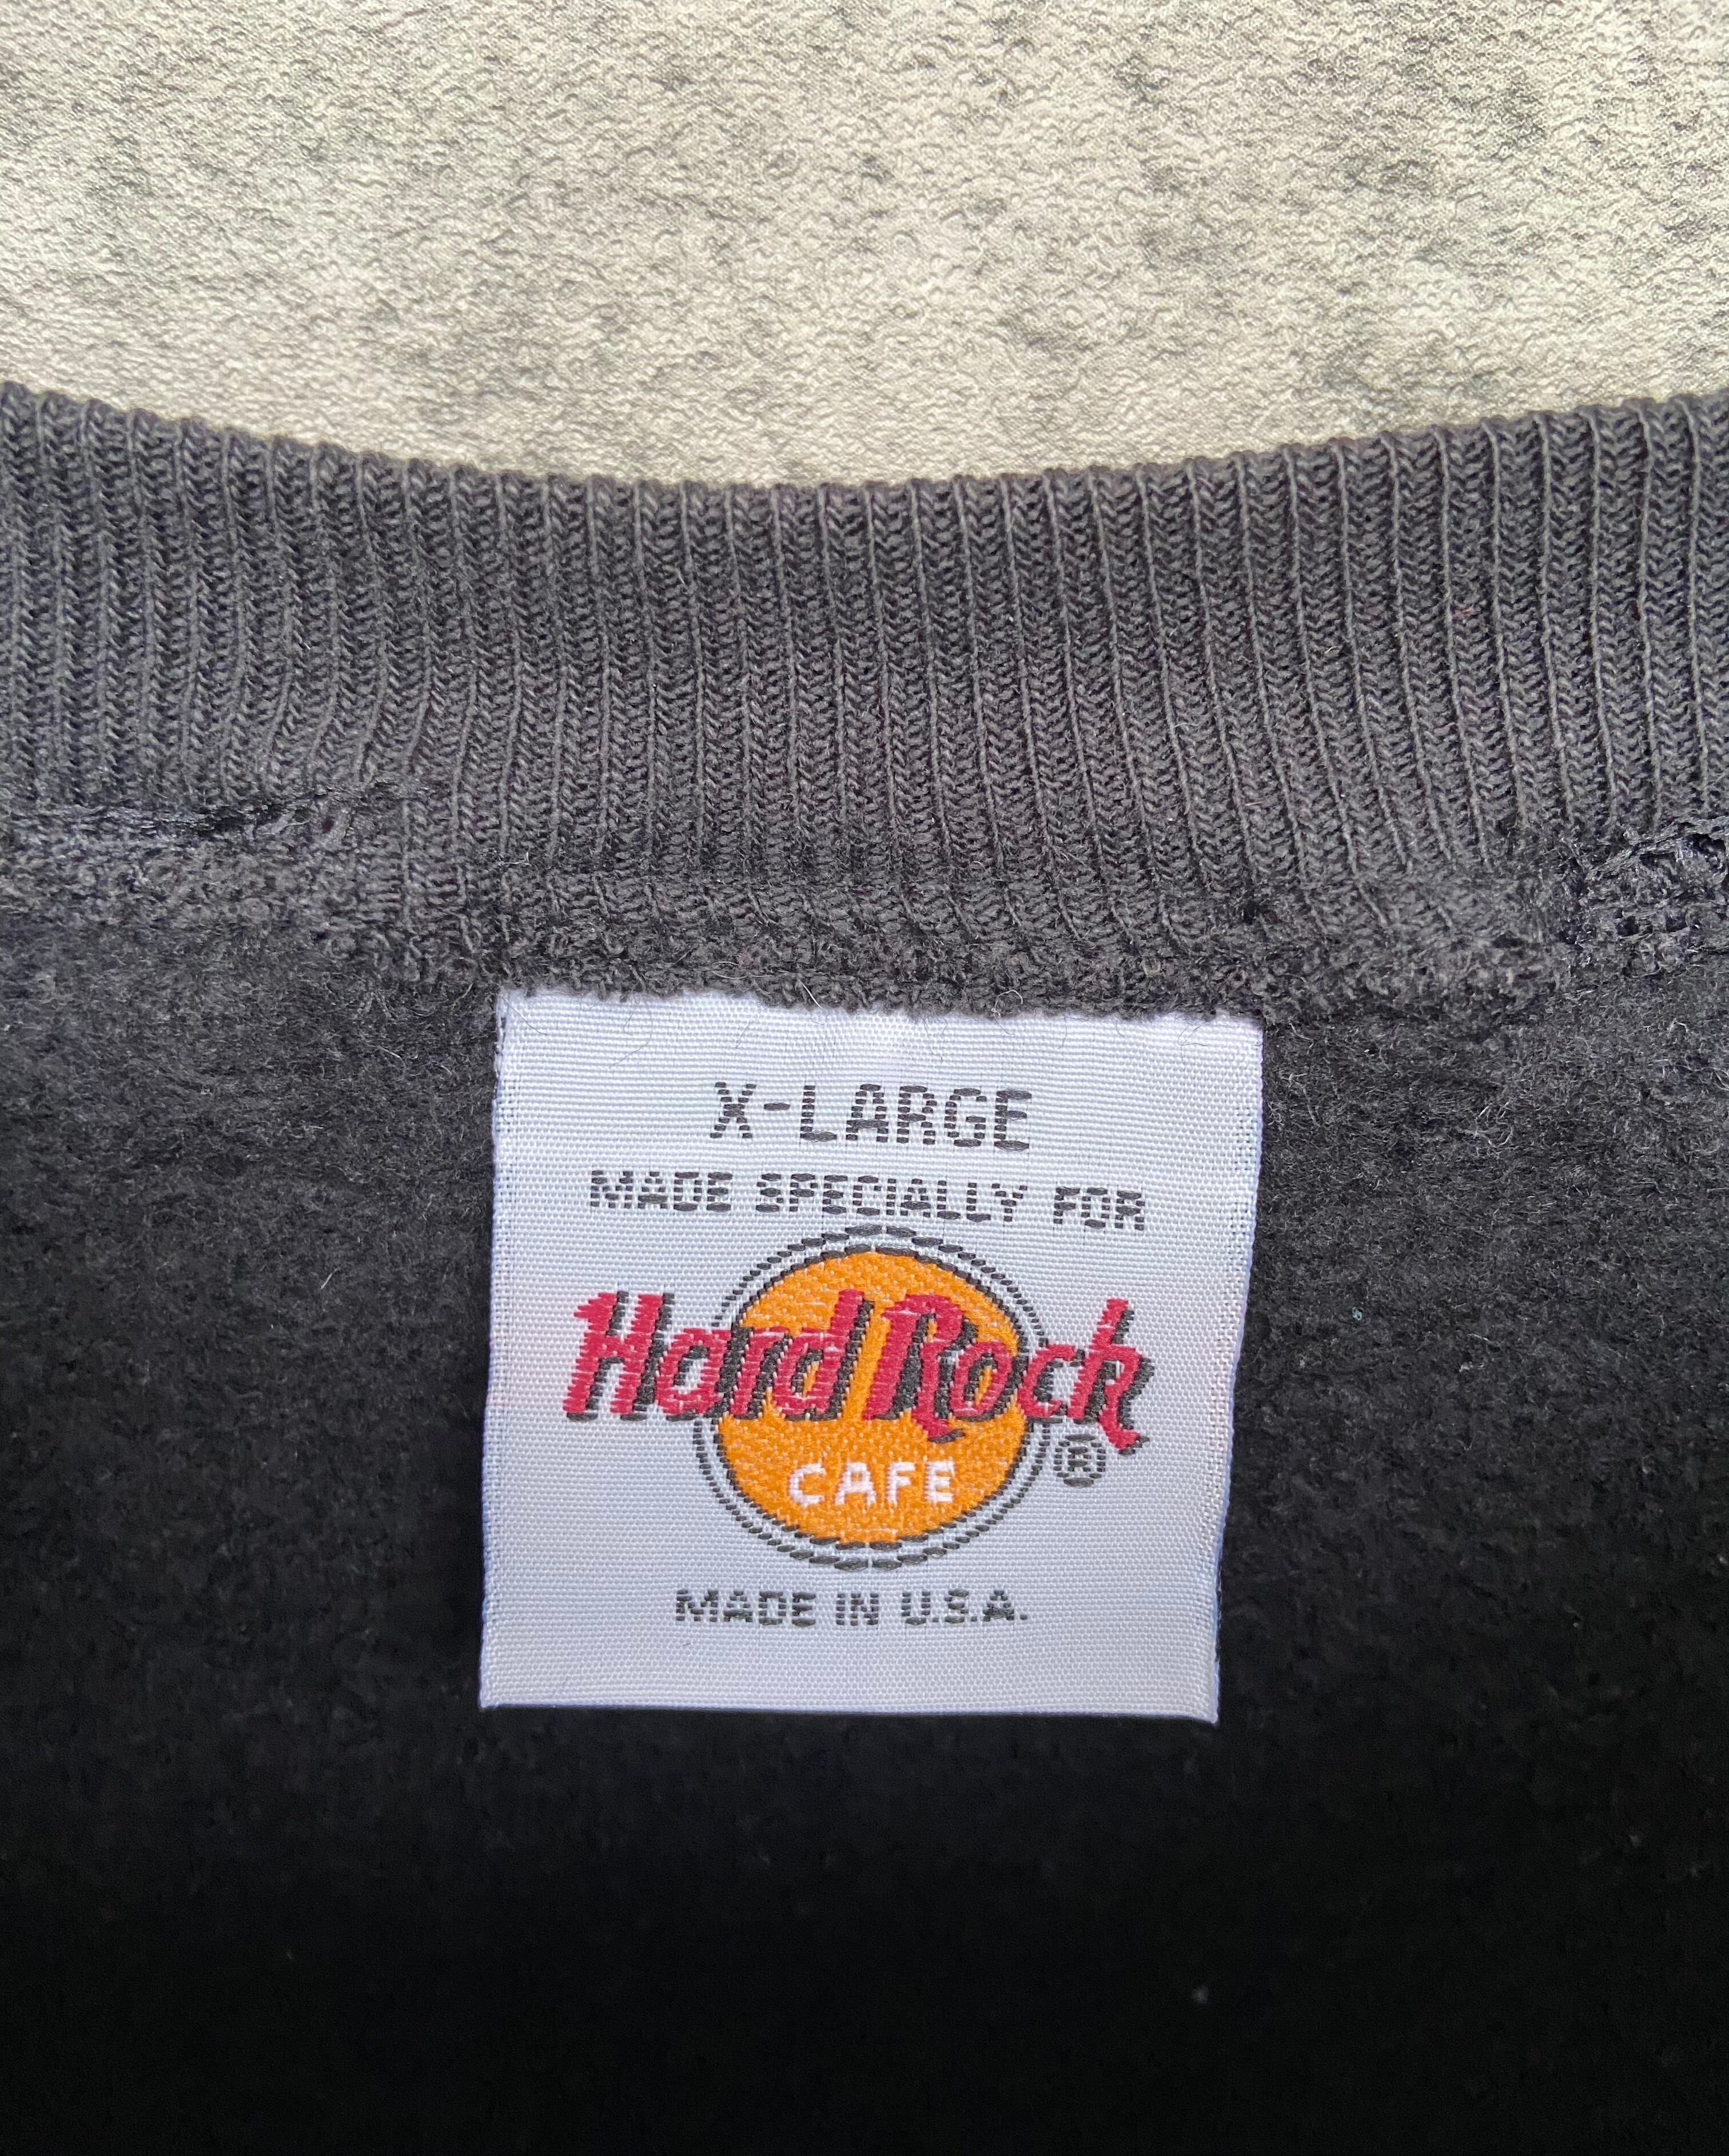 X-LARGE
MADE SPECIALLY FOR
Hard Rock
®
CAFE
MADE IN U.S.A.